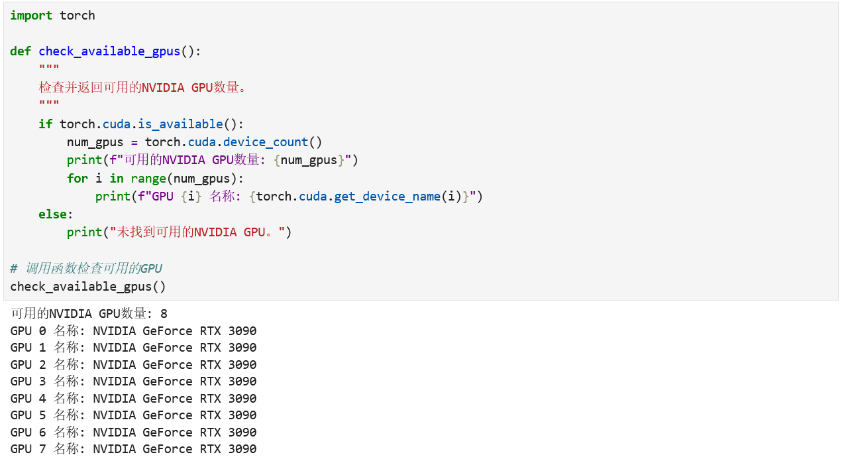 import torch
def check_available_gpus():
"""
检查并返回可用的NVIDIA GPU数量。
"""
if torch.cuda.is_available():
num_gpus = torch.cuda.device_count()
print(f"可用的NVIDIA GPU数量: {num_gpus}")
for i in range(num_gpus):
print(f"GPU {i} 名称: {torch.cuda.get_device_name(i)}")
else:
print("未找到可用的NVIDIA GPU。")
# 调用函数检查可用的GPU
check_available_gpus()
可用的NVIDIA GPU数量: 8
GPU 0 名称: NVIDIA GeForce RTX 3090
GPU 1 名称: NVIDIA GeForce RTX 3090
GPU 2 名称: NVIDIA GeForce RTX 3090
GPU 3 名称: NVIDIA GeForce RTX 3090
GPU 4 名称: NVIDIA GeForce RTX 3090
GPU 5 名称: NVIDIA GeForce RTX 3090
GPU 6 名称: NVIDIA GeForce RTX 3090
GPU 7 名称: NVIDIA GeForce RTX 3090